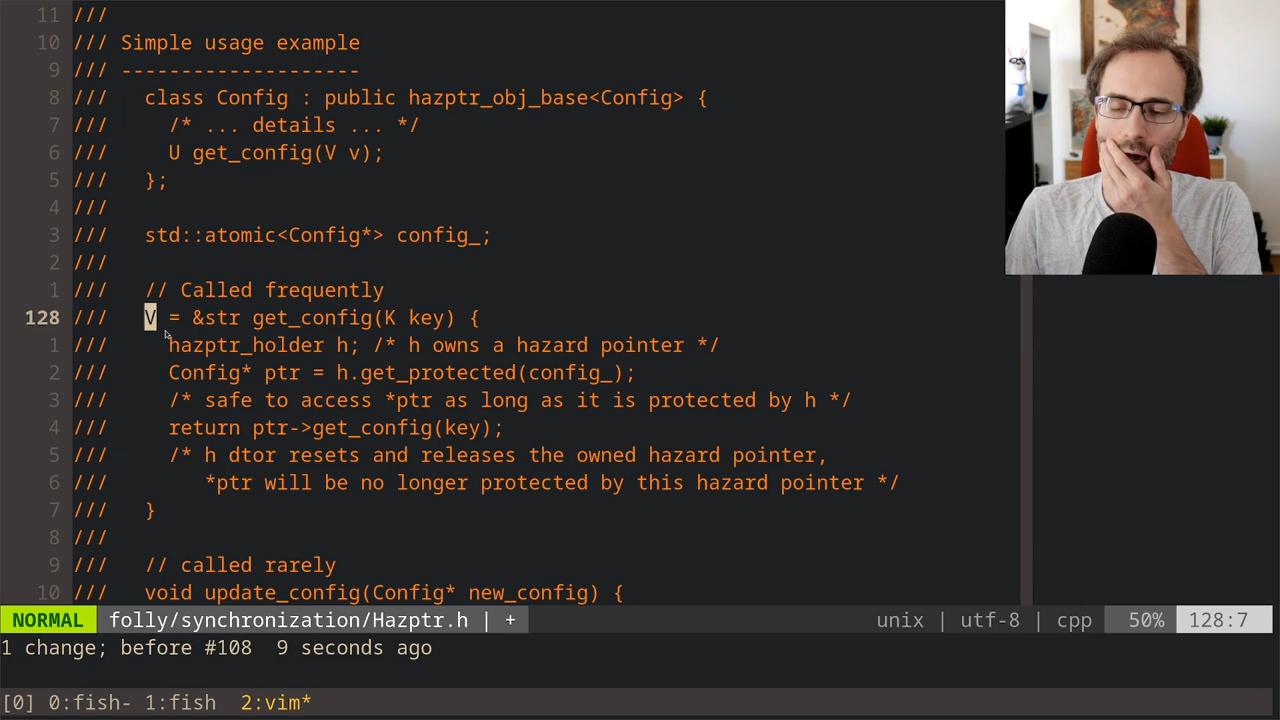 11 ///
10 /// Simple usage example
9 /// --------------------
8 ///   class Config : public hazptr_obj_base<Config> {
7 ///     /* ... details ... */
6 ///     U get_config(V v);
5 ///   };
4 ///
3 ///   std::atomic<Config*> config_;
2 ///
1 ///   // Called frequently
128 ///   V = &str get_config(K key) {
1 ///     hazptr_holder h; /* h owns a hazard pointer */
2 ///     Config* ptr = h.get_protected(config_);
3 ///     /* safe to access *ptr as long as it is protected by h */
4 ///     return ptr->get_config(key);
5 ///     /* h dtor resets and releases the owned hazard pointer,
6 ///        *ptr will be no longer protected by this hazard pointer */
7 ///   }
8 ///
9 ///   // called rarely
10 ///   void update_config(Config* new_config) {
NORMAL folly/synchronization/Hazptr.h | + unix | utf-8 | cpp 50% 128:7
1 change; before #108  9 seconds ago
[0] 0:fish- 1:fish  2:vim*